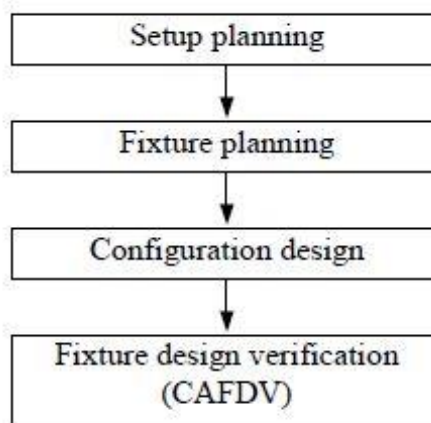 Setup planning
Fixture planning
Configuration design
Fixture design verification
(CAFDV)